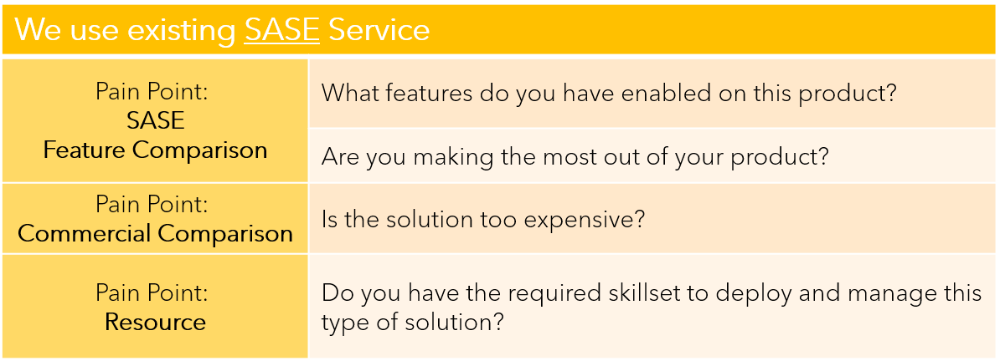 We use existing SASE Service
Pain Point:
SASE
Feature Comparison
What features do you have enabled on this product?
Are you making the most out of your product?
Pain Point:
Commercial Comparison
Is the solution too expensive?
Pain Point:
Resource
Do you have the required skillset to deploy and manage this
type of solution?